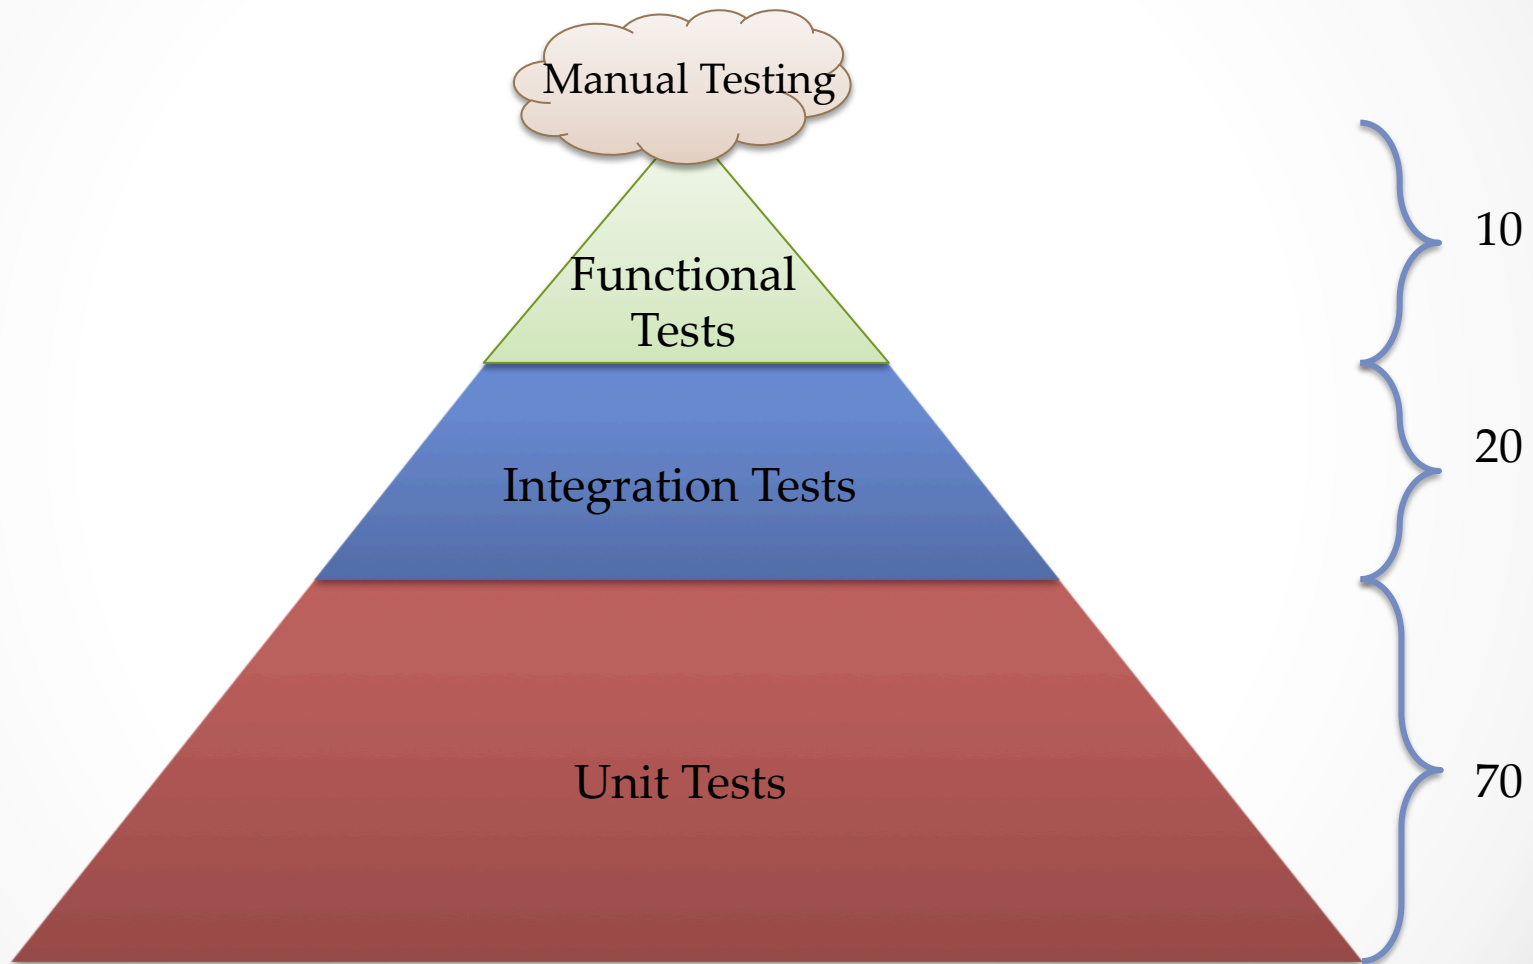 Manual Testing
10
Functional
Tests
20
Integration Tests
Unit Tests
70